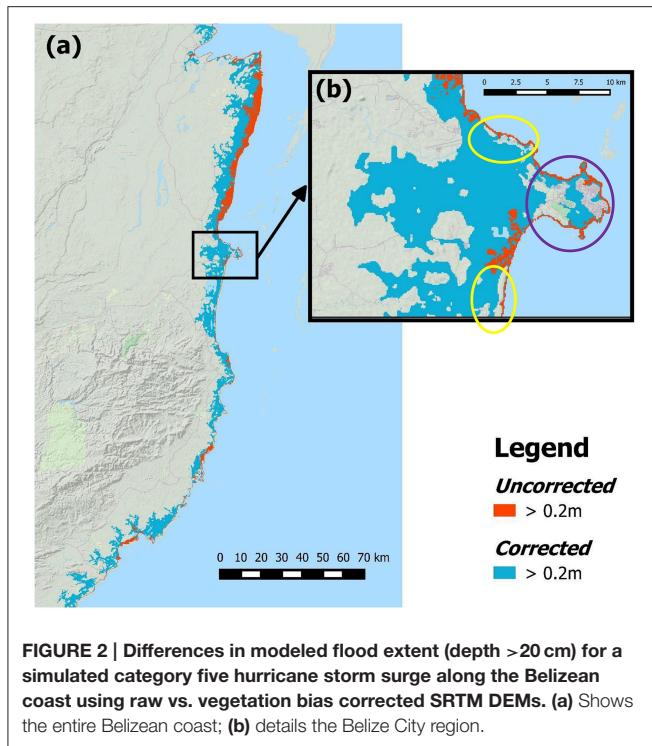 (a)
(b)
0 2.5 5 7.5 10 km
0 10 20 30 40 50 60 70 km
Legend
Uncorrected
> 0.2m
Corrected
> 0.2m
FIGURE 2 | Differences in modeled flood extent (depth >20 cm) for a
simulated category five hurricane storm surge along the Belizean
coast using raw vs. vegetation bias corrected SRTM DEMs. (a) Shows
the entire Belizean coast; (b) details the Belize City region.